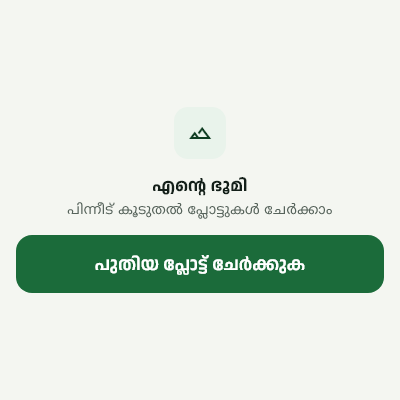 എന്റെ ഭൂമി
പിന്നീട് കൂടുതൽ പ്ലോട്ടുകൾ ചേർക്കാം
പുതിയ പ്ലോട്ട് ചേർക്കുക